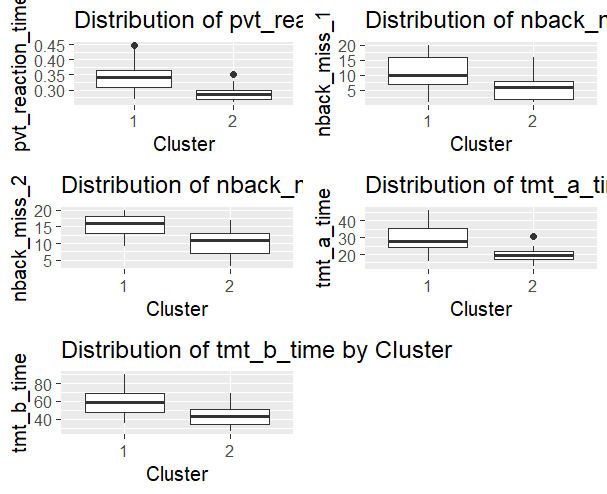 Distribution of pvt_rea
pvt_reaction_time
0.45
0.40
0.35
0.30
1 2
Cluster
Distribution of nback_m
nback_miss_1
20
15
10
5
1 2
Cluster
Distribution of nback_m
nback_miss_2
20
15
10
5
1 2
Cluster
Distribution of tmt_a_tim
tmt_a_time
40
30
20
1 2
Cluster
Distribution of tmt_b_time by Cluster
tmt_b_time
80
60
40
1 2
Cluster